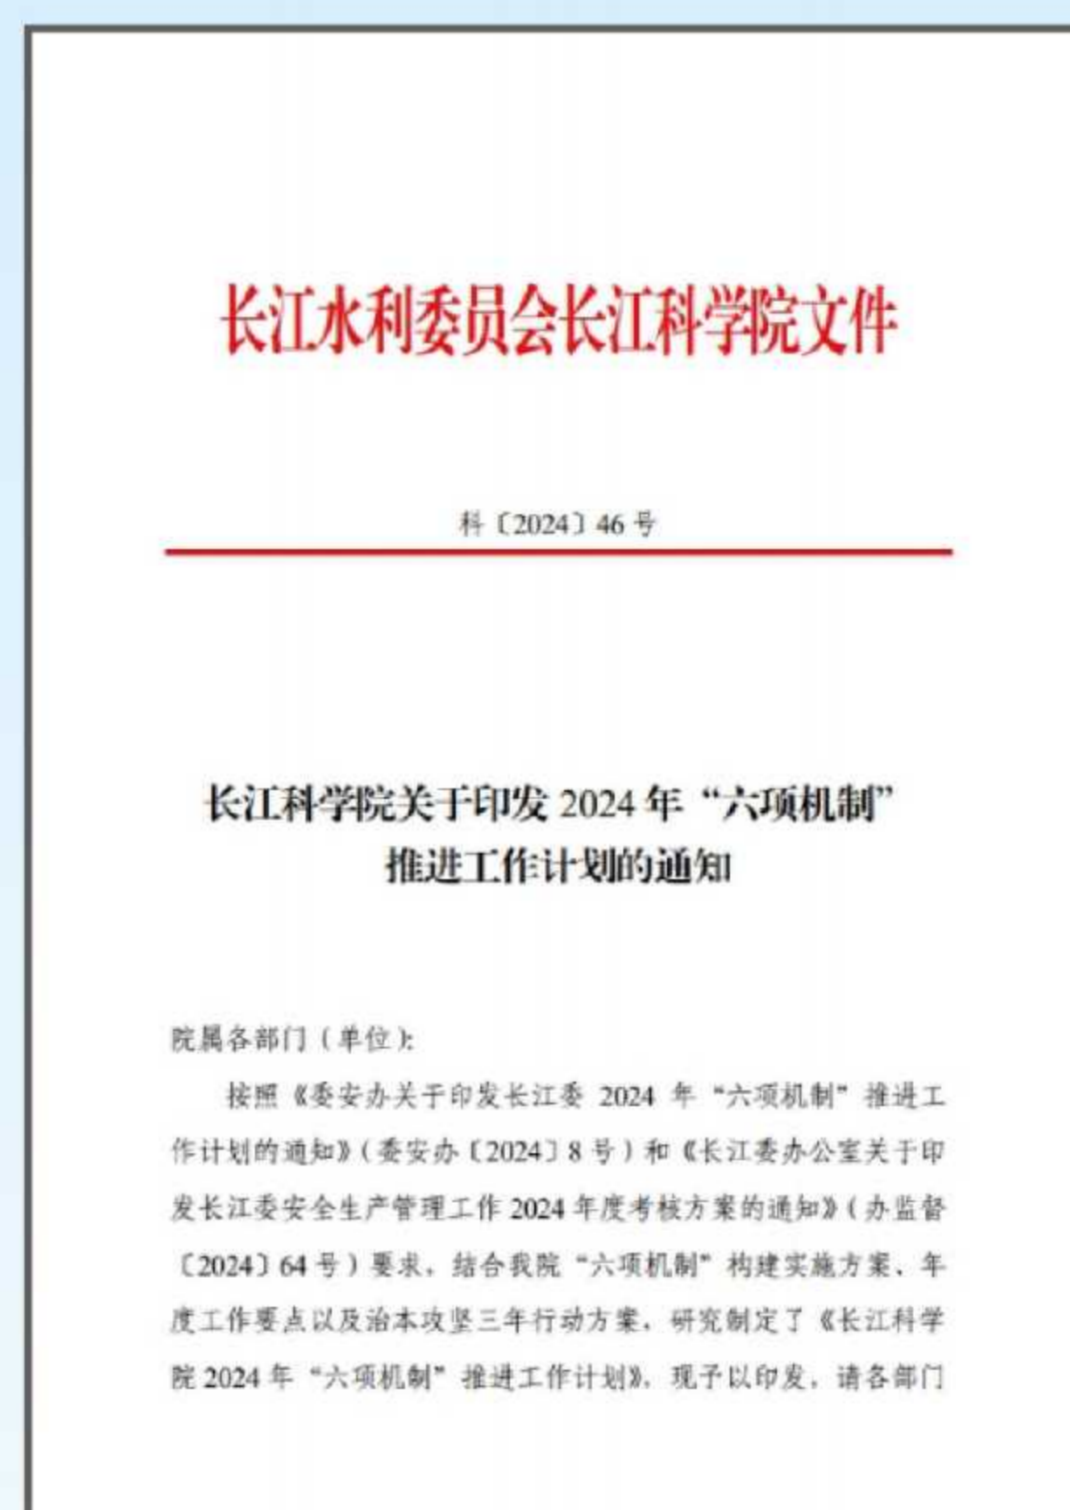 长江水利委员会长江科学院文件
科〔2024〕46号
长江科学院关于印发2024年“六项机制”
推进工作计划的通知
院属各部门（单位）：
按照《委安办关于印发长江委 2024 年“六项机制”推进工
作计划的通知》（委安办〔2024〕8号）和《长江委办公室关于印
发长江委安全生产管理工作2024年度考核方案的通知》（办监督
〔2024〕64号）要求，结合我院“六项机制”构建实施方案、年
度工作要点以及治本攻坚三年行动方案，研究制定了《长江科学
院2024年“六项机制”推进工作计划》，现予以印发，请各部门